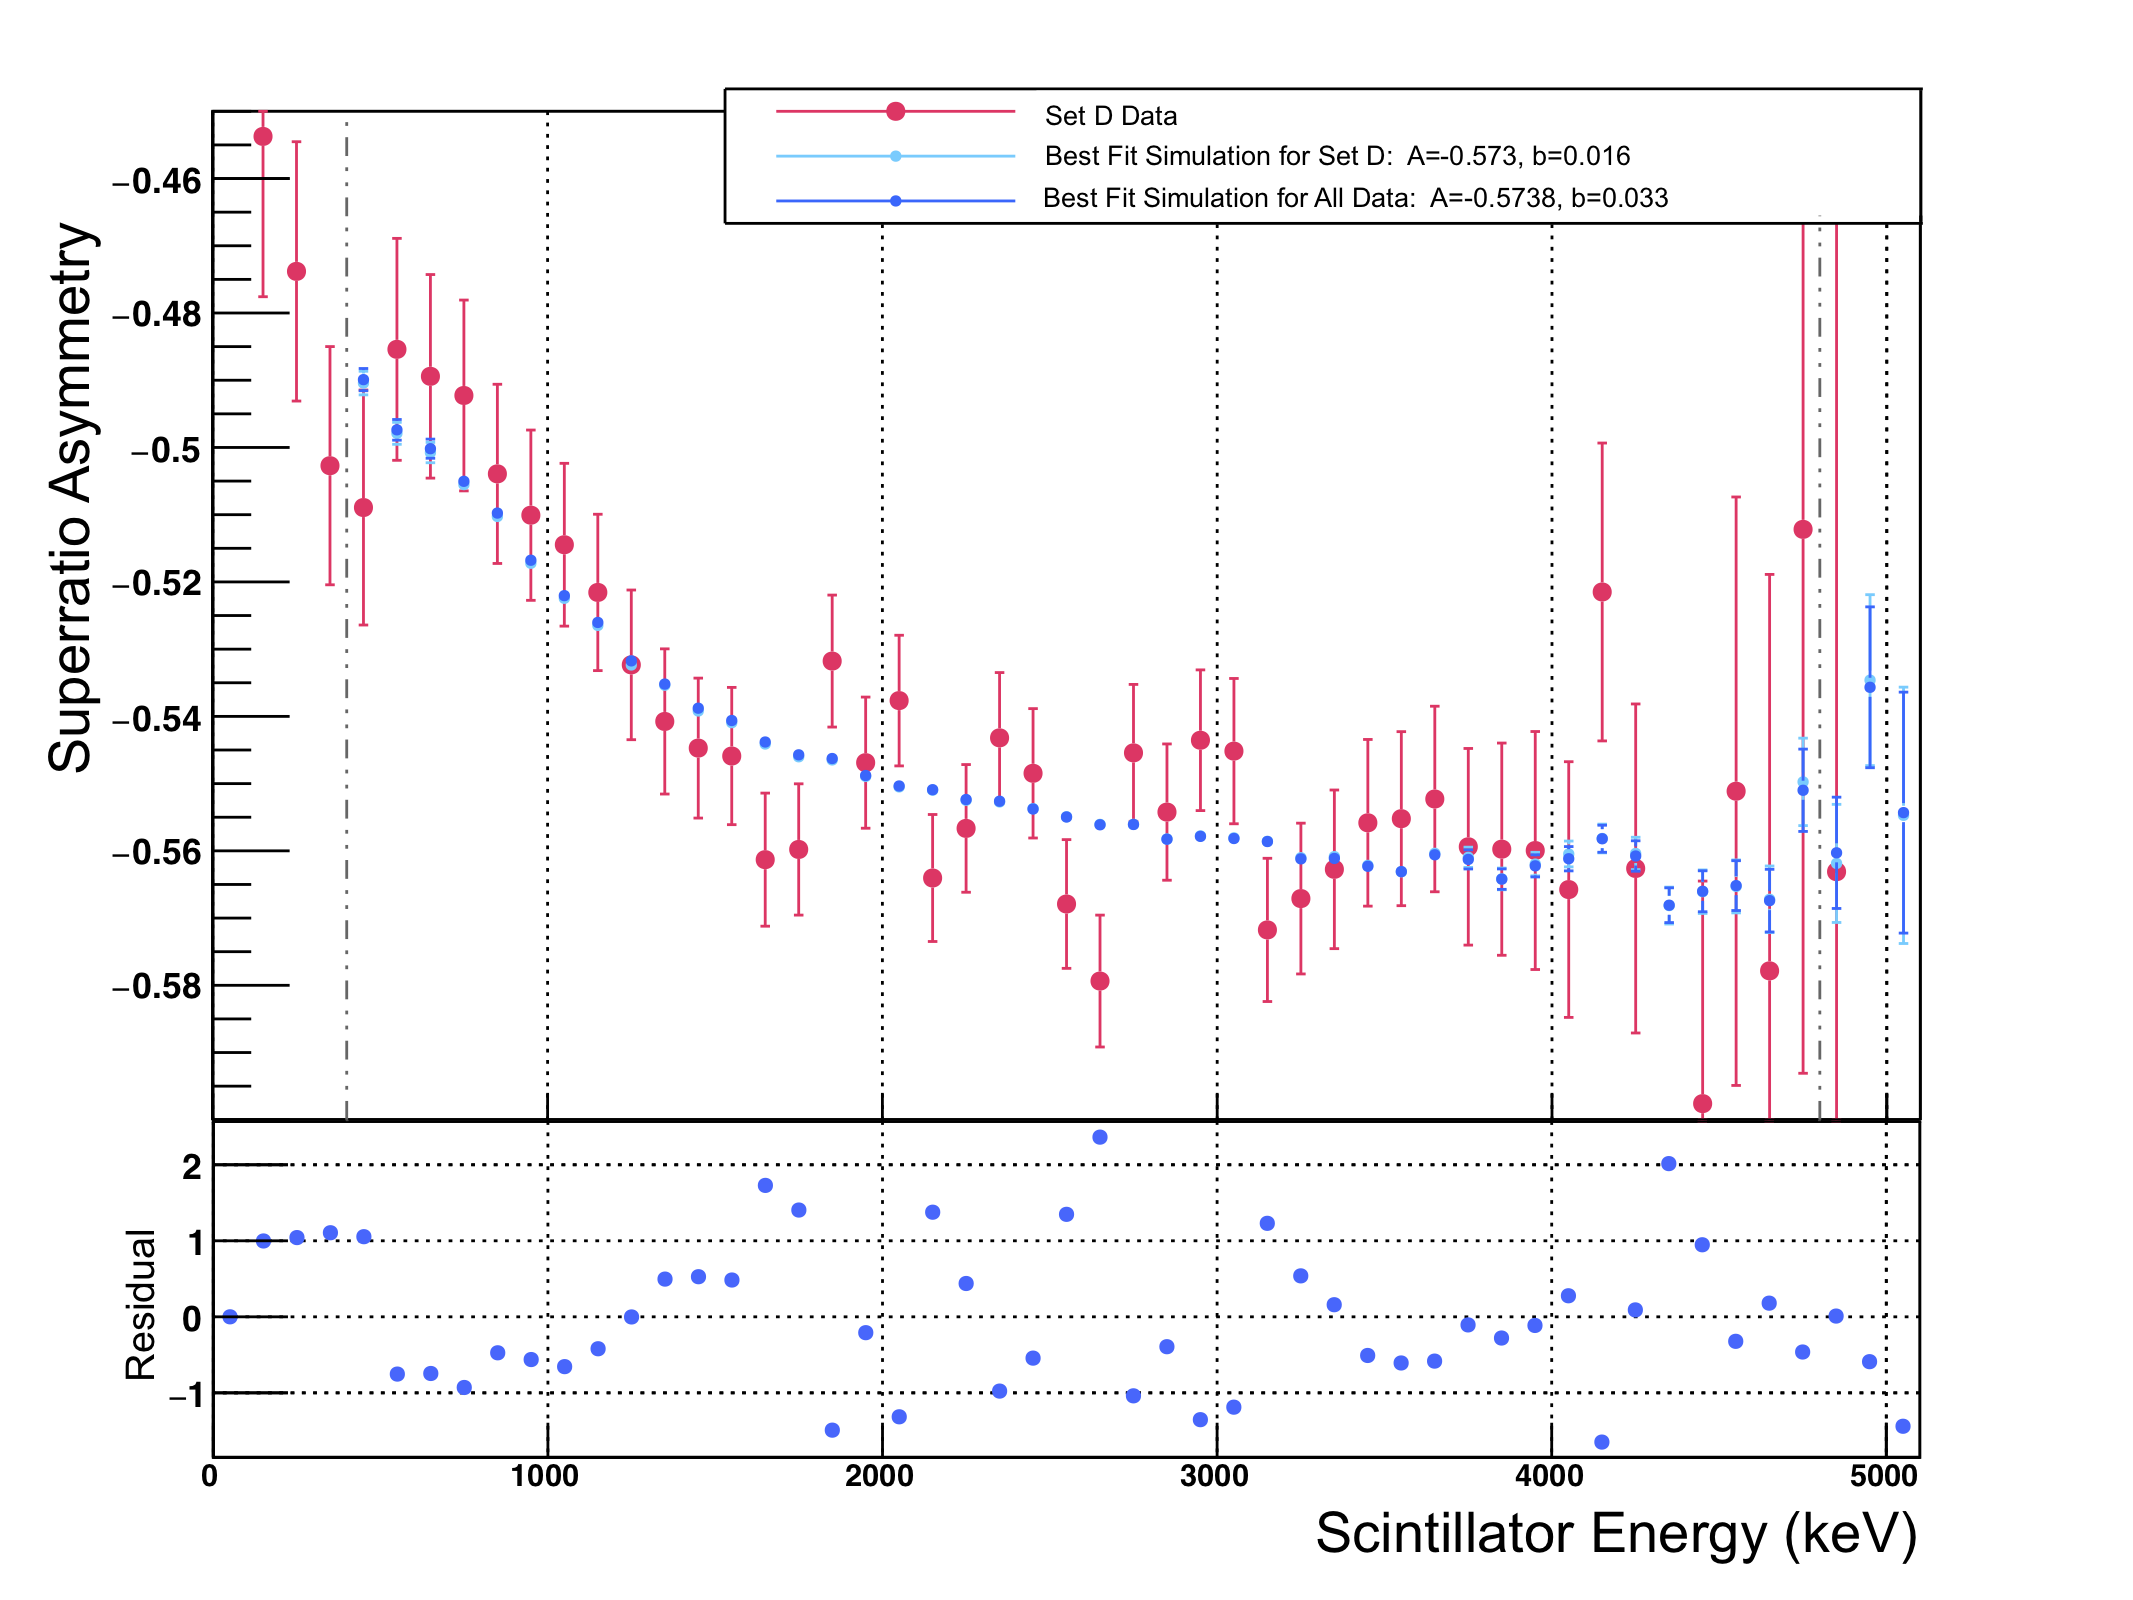 Set D Data
Best Fit Simulation for Set D:  A=-0.573, b=0.016
Best Fit Simulation for All Data:  A=-0.5738, b=0.033
Superratio Asymmetry
−0.46
−0.48
−0.5
−0.52
−0.54
−0.56
−0.58
Residual
2
1
0
−1
0 1000 2000 3000 4000 5000
Scintillator Energy (keV)